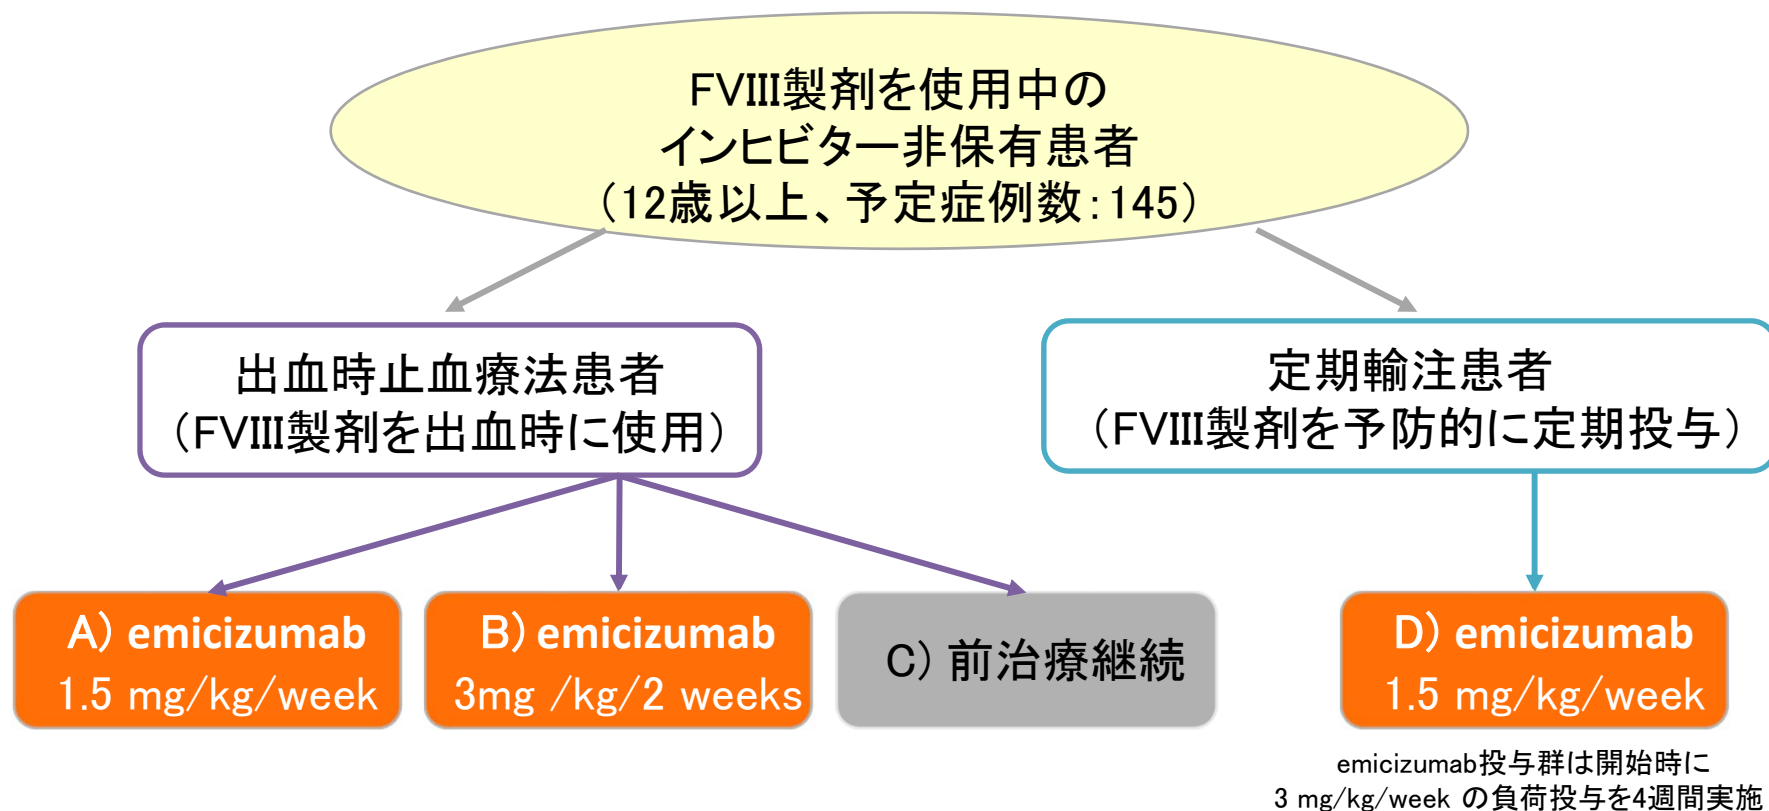 FVIII製剤を使用中の
インヒビター非保有患者
（12歳以上、予定症例数：145）
出血時止血療法患者
（FVIII製剤を出血時に使用）
定期輸注患者
（FVIII製剤を予防的に定期投与）
A) emicizumab
1.5 mg/kg/week
B) emicizumab
3mg /kg/2 weeks
C) 前治療継続
D) emicizumab
1.5 mg/kg/week
emicizumab投与群は開始時に
3 mg/kg/week の負荷投与を4週間実施